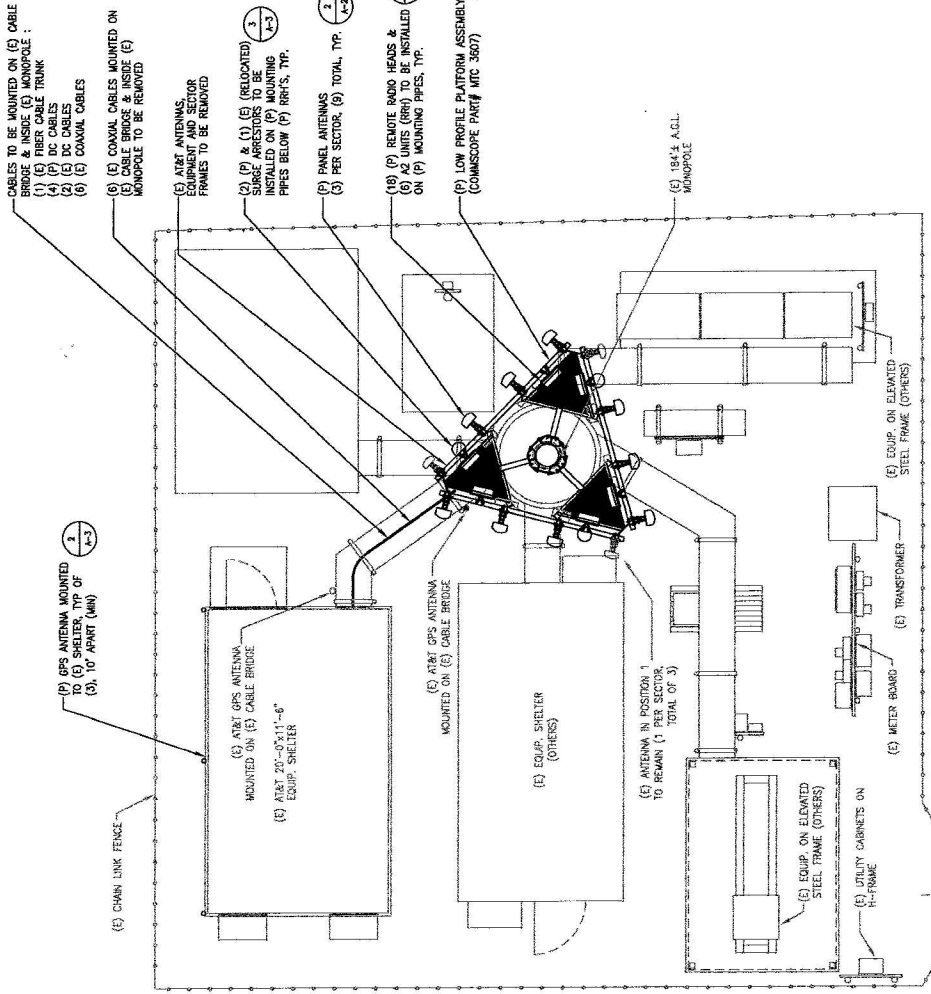 CABLES TO BE MOUNTED ON (E) CABLE
BRIDGE & INSIDE (E) MONOPOLE :
(1) (E) FIBER CABLE TRUNK
(4) (P) DC CABLES
(2) (E) DC CABLES
(6) (E) COAXIAL CABLES
(6) (E) COAXIAL CABLES MOUNTED ON
(E) CABLE BRIDGE & INSIDE (E)
MONOPOLE TO BE REMOVED
(E) AT&T ANTENNAS,
EQUIPMENT AND SECTOR
FRAMES TO BE REMOVED
(2) (P) & (1) (E) (RELOCATED)
SURGE ARRESTORS TO BE
INSTALLED ON (P) MOUNTING
PIPES BELOW (P) RRH'S, TYP.
3
A-3
(P) PANEL ANTENNAS
(3) PER SECTOR, (9) TOTAL, TYP.
2
A-2
(18) (P) REMOTE RADIO HEADS &
(6) A2 UNITS (RRH) TO BE INSTALLED
ON (P) MOUNTING PIPES, TYP.
(P) LOW PROFILE PLATFORM ASSEMBLY
(COMMSCOPE PART# MTC 3607)
(E) 184'± A.G.L.
MONOPOLE
(P) GPS ANTENNA MOUNTED
TO (E) SHELTER, TYP OF
(3), 10' APART (MIN)
2
A-3
(E) CHAIN LINK FENCE
(E) AT&T GPS ANTENNA
MOUNTED ON (E) CABLE BRIDGE
(E) AT&T 20'-0"x11'-6"
EQUIP. SHELTER
(E) AT&T GPS ANTENNA
MOUNTED ON (E) CABLE BRIDGE
(E) EQUIP. SHELTER
(OTHERS)
(E) ANTENNA IN POSITION 1
TO REMAIN (1 PER SECTOR,
TOTAL OF 3)
(E) EQUIP. ON ELEVATED
STEEL FRAME (OTHERS)
(E) EQUIP. ON ELEVATED
STEEL FRAME (OTHERS)
(E) TRANSFORMER
(E) METER BOARD
(E) UTILITY CABINETS ON
H-FRAME